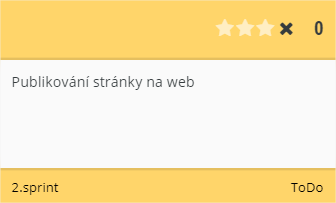 0
Publikování stránky na web
2.sprint ToDo